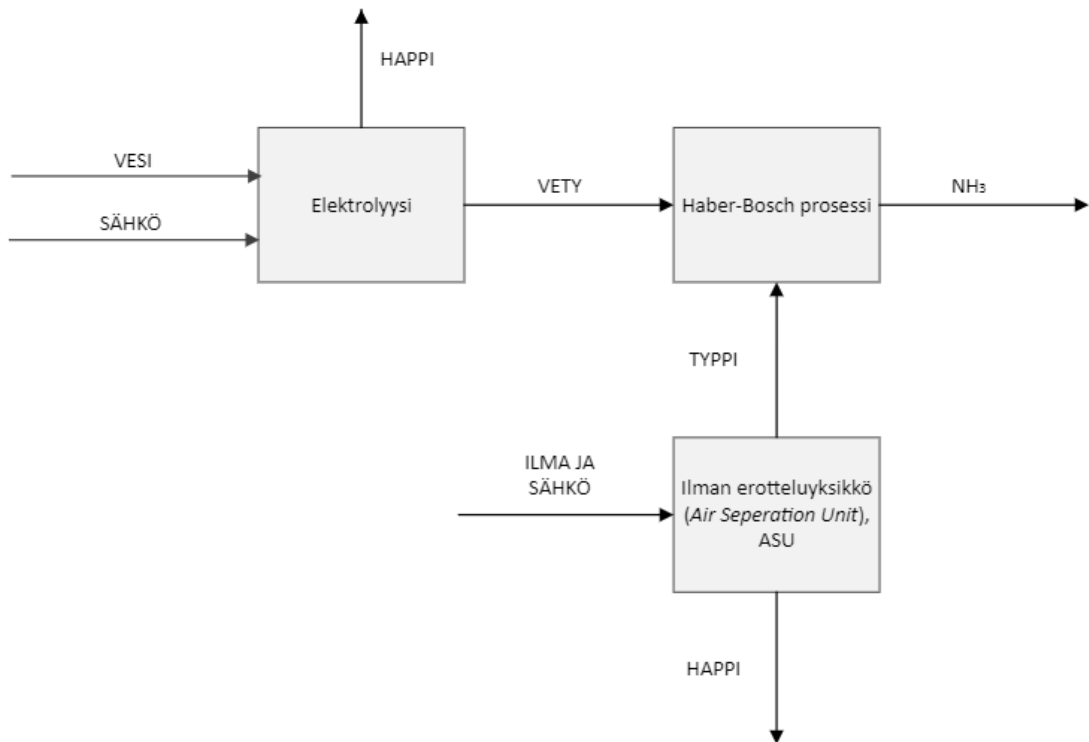 HAPPI
VESI
SÄHKÖ
Elektrolyysi
VETY
Haber-Bosch prosessi
NH₃
TYPPI
ILMA JA
SÄHKÖ
Ilman erotteluyksikkö
(Air Seperation Unit),
ASU
HAPPI